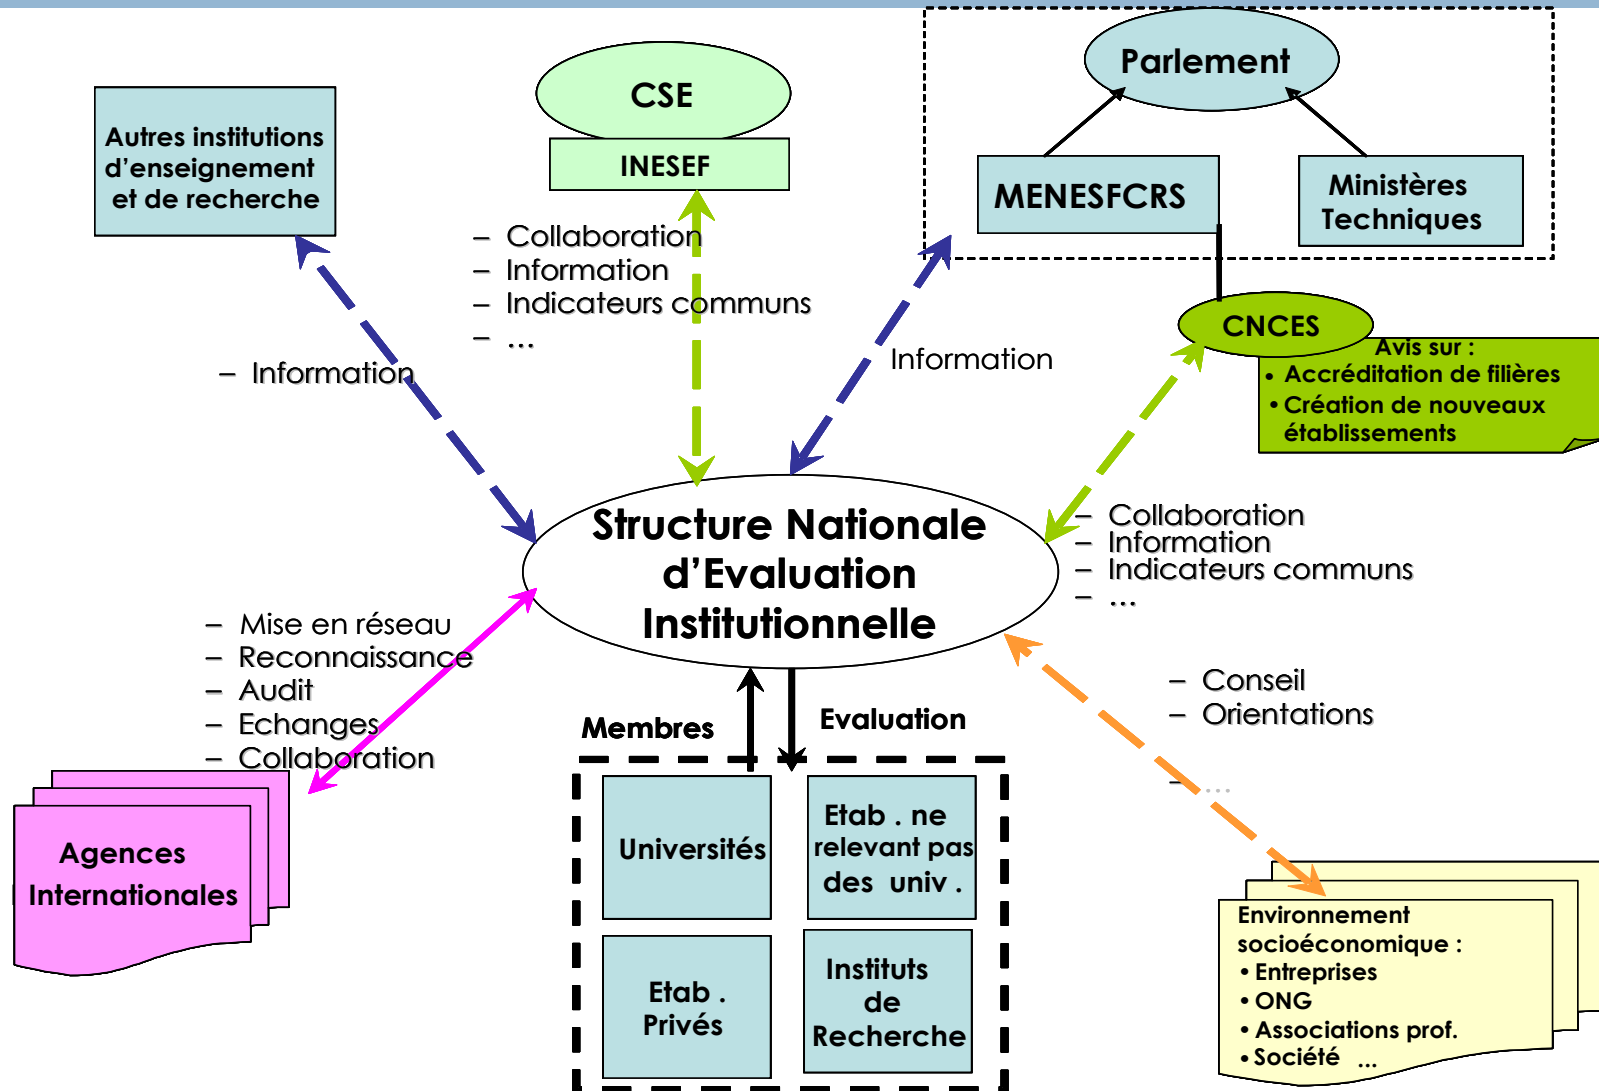 Parlement
CSE
INESEF
Autres institutions
d'enseignement
et de recherche
MENESFCRS
Ministères
Techniques
– Collaboration
– Information
– Indicateurs communs
– ...
CNCES
Avis sur :
• Accréditation de filières
• Création de nouveaux
établissements
– Information
Information
Structure Nationale
d'Evaluation
Institutionnelle
– Collaboration
– Information
– Indicateurs communs
– ...
– Mise en réseau
– Reconnaissance
– Audit
– Echanges
– Collaboration
– Conseil
– Orientations
– ...
Membres
Evaluation
Agences
Internationales
Universités
Etab . ne
relevant pas
des univ .
Etab .
Privés
Instituts
de
Recherche
Environnement
socioéconomique :
• Entreprises
• ONG
• Associations prof.
• Société ...